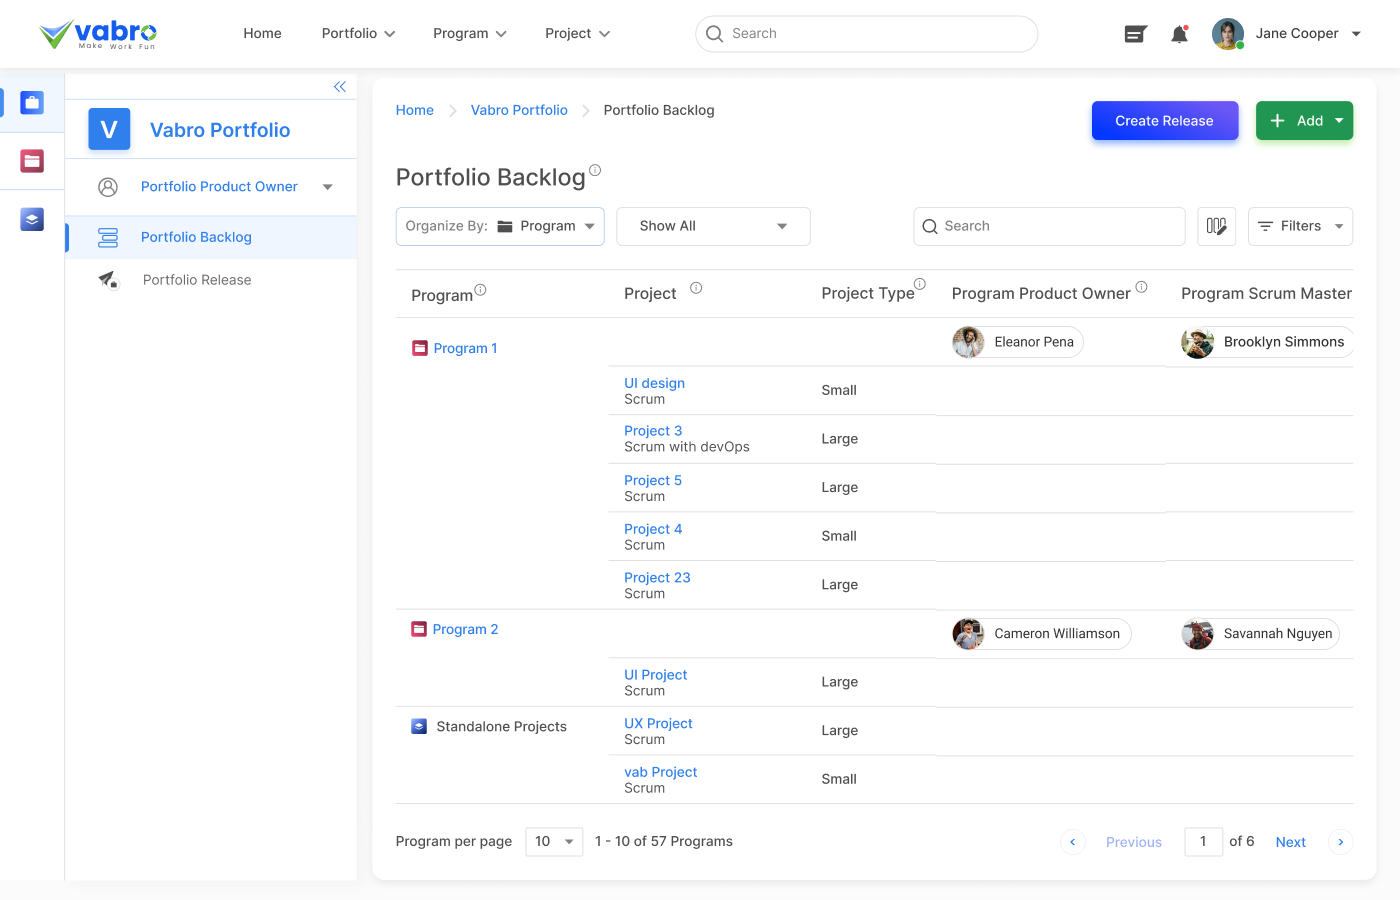 vabro
Make Work Fun
Home
Portfolio
Program
Project
Search
Jane Cooper
V
Vabro Portfolio
Portfolio Product Owner
Portfolio Backlog
Portfolio Release
Home
Vabro Portfolio
Portfolio Backlog
Create Release
Add
Portfolio Backlog
Organize By: Program
Show All
Search
Filters
Program
Project
Project Type
Program Product Owner
Program Scrum Master
Program 1
Eleanor Pena
Brooklyn Simmons
UI design
Scrum
Small
Project 3
Scrum with devOps
Large
Project 5
Scrum
Large
Project 4
Scrum
Small
Project 23
Scrum
Large
Program 2
Cameron Williamson
Savannah Nguyen
UI Project
Scrum
Large
Standalone Projects
UX Project
Scrum
Large
vab Project
Scrum
Small
Program per page
10
1 - 10 of 57 Programs
Previous
1
of 6
Next